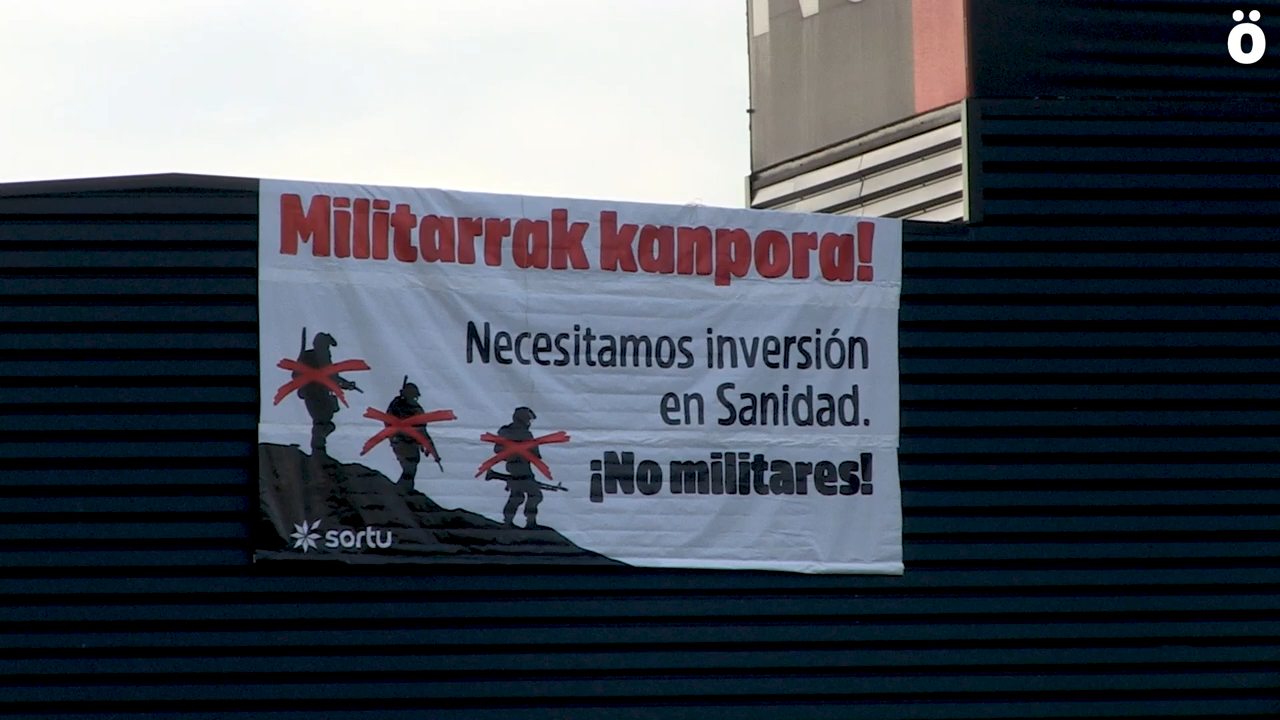 ö
Militarrak kanpora!
Necesitamos inversión
en Sanidad.
¡No militares!
sortu